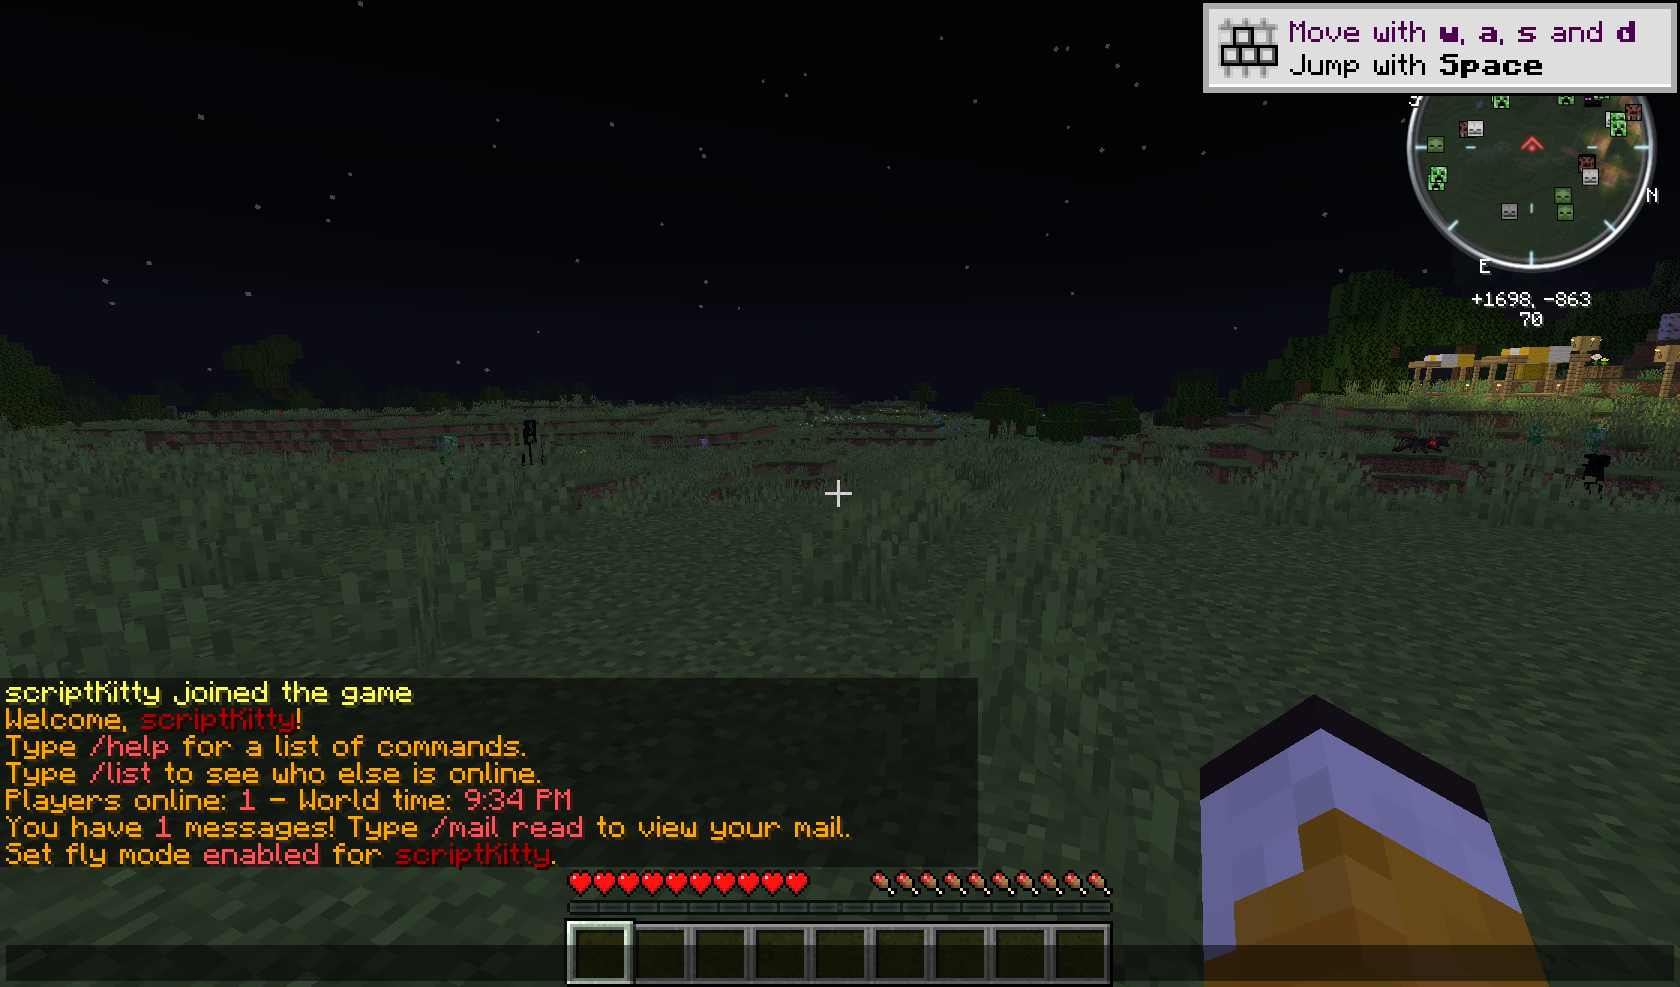 Move with w, a, s and d
Jump with Space
N
E
+1698, -863
70
scriptKitty joined the game
Welcome, scriptKitty!
Type /help for a list of commands.
Type /list to see who else is online.
Players online: 1 - World time: 9:34 PM
You have 1 messages! Type /mail read to view your mail.
Set fly mode enabled for scriptKitty.